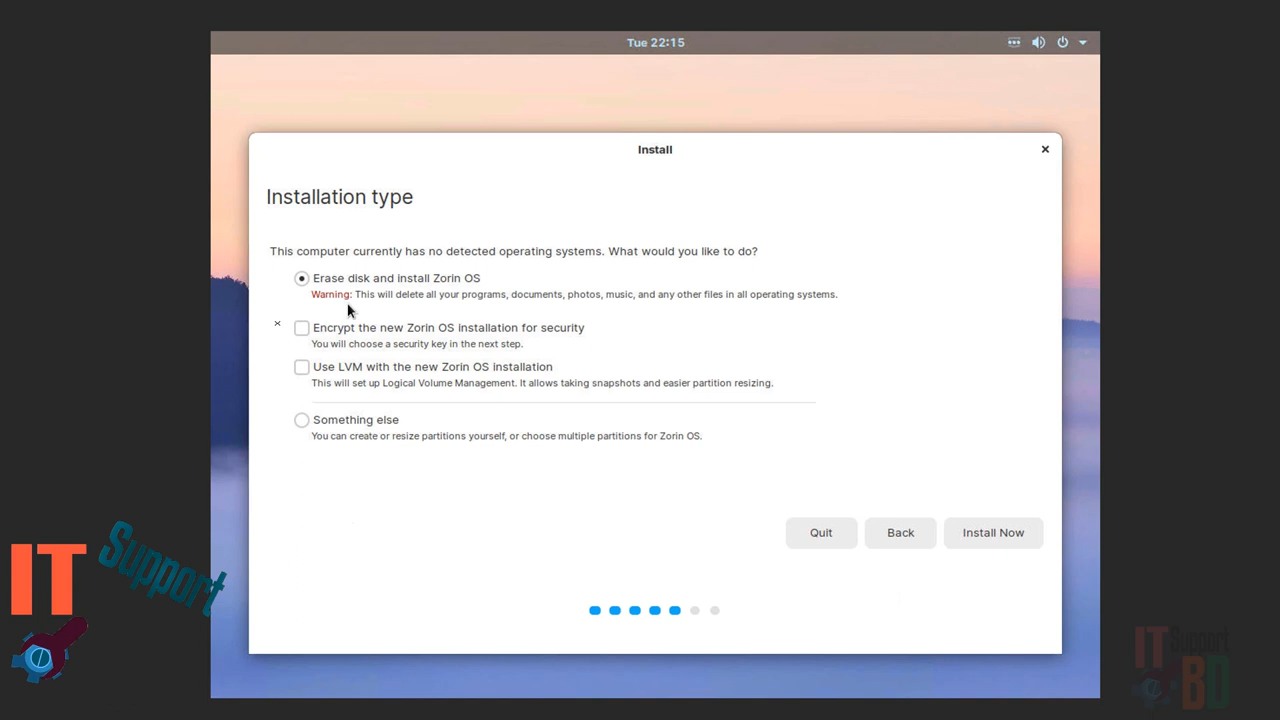 Tue 22:15
Install
Installation type
This computer currently has no detected operating systems. What would you like to do?
Erase disk and install Zorin OS
Warning: This will delete all your programs, documents, photos, music, and any other files in all operating systems.
Encrypt the new Zorin OS installation for security
You will choose a security key in the next step.
Use LVM with the new Zorin OS installation
This will set up Logical Volume Management. It allows taking snapshots and easier partition resizing.
Something else
You can create or resize partitions yourself, or choose multiple partitions for Zorin OS.
Quit
Back
Install Now
IT Support
IT Support BD